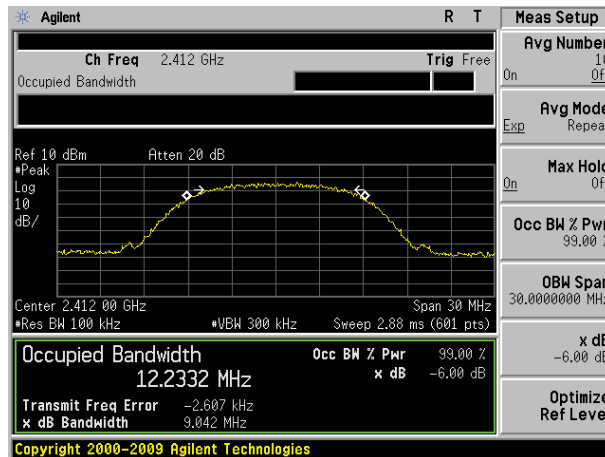 Agilent R T
Meas Setup
Ch Freq 2.412 GHz Trig Free
Occupied Bandwidth
Avg Number
On
Avg Mode
Exp Repea
Max Hold
On
Occ BW % Pwr
99.00 %
OBW Span
30.0000000 MHz
x dB
-6.00 dB
Optimize
Ref Leve
Ref 10 dBm Atten 20 dB
#Peak
Log
10
dB/
Center 2.412 00 GHz Span 30 MHz
#Res BW 100 kHz #VBW 300 kHz Sweep 2.88 ms (601 pts)
Occupied Bandwidth Occ BW % Pwr 99.00 %
12.2332 MHz x dB -6.00 dB
Transmit Freq Error -2.607 kHz
x dB Bandwidth 9.042 MHz
Copyright 2000-2009 Agilent Technologies